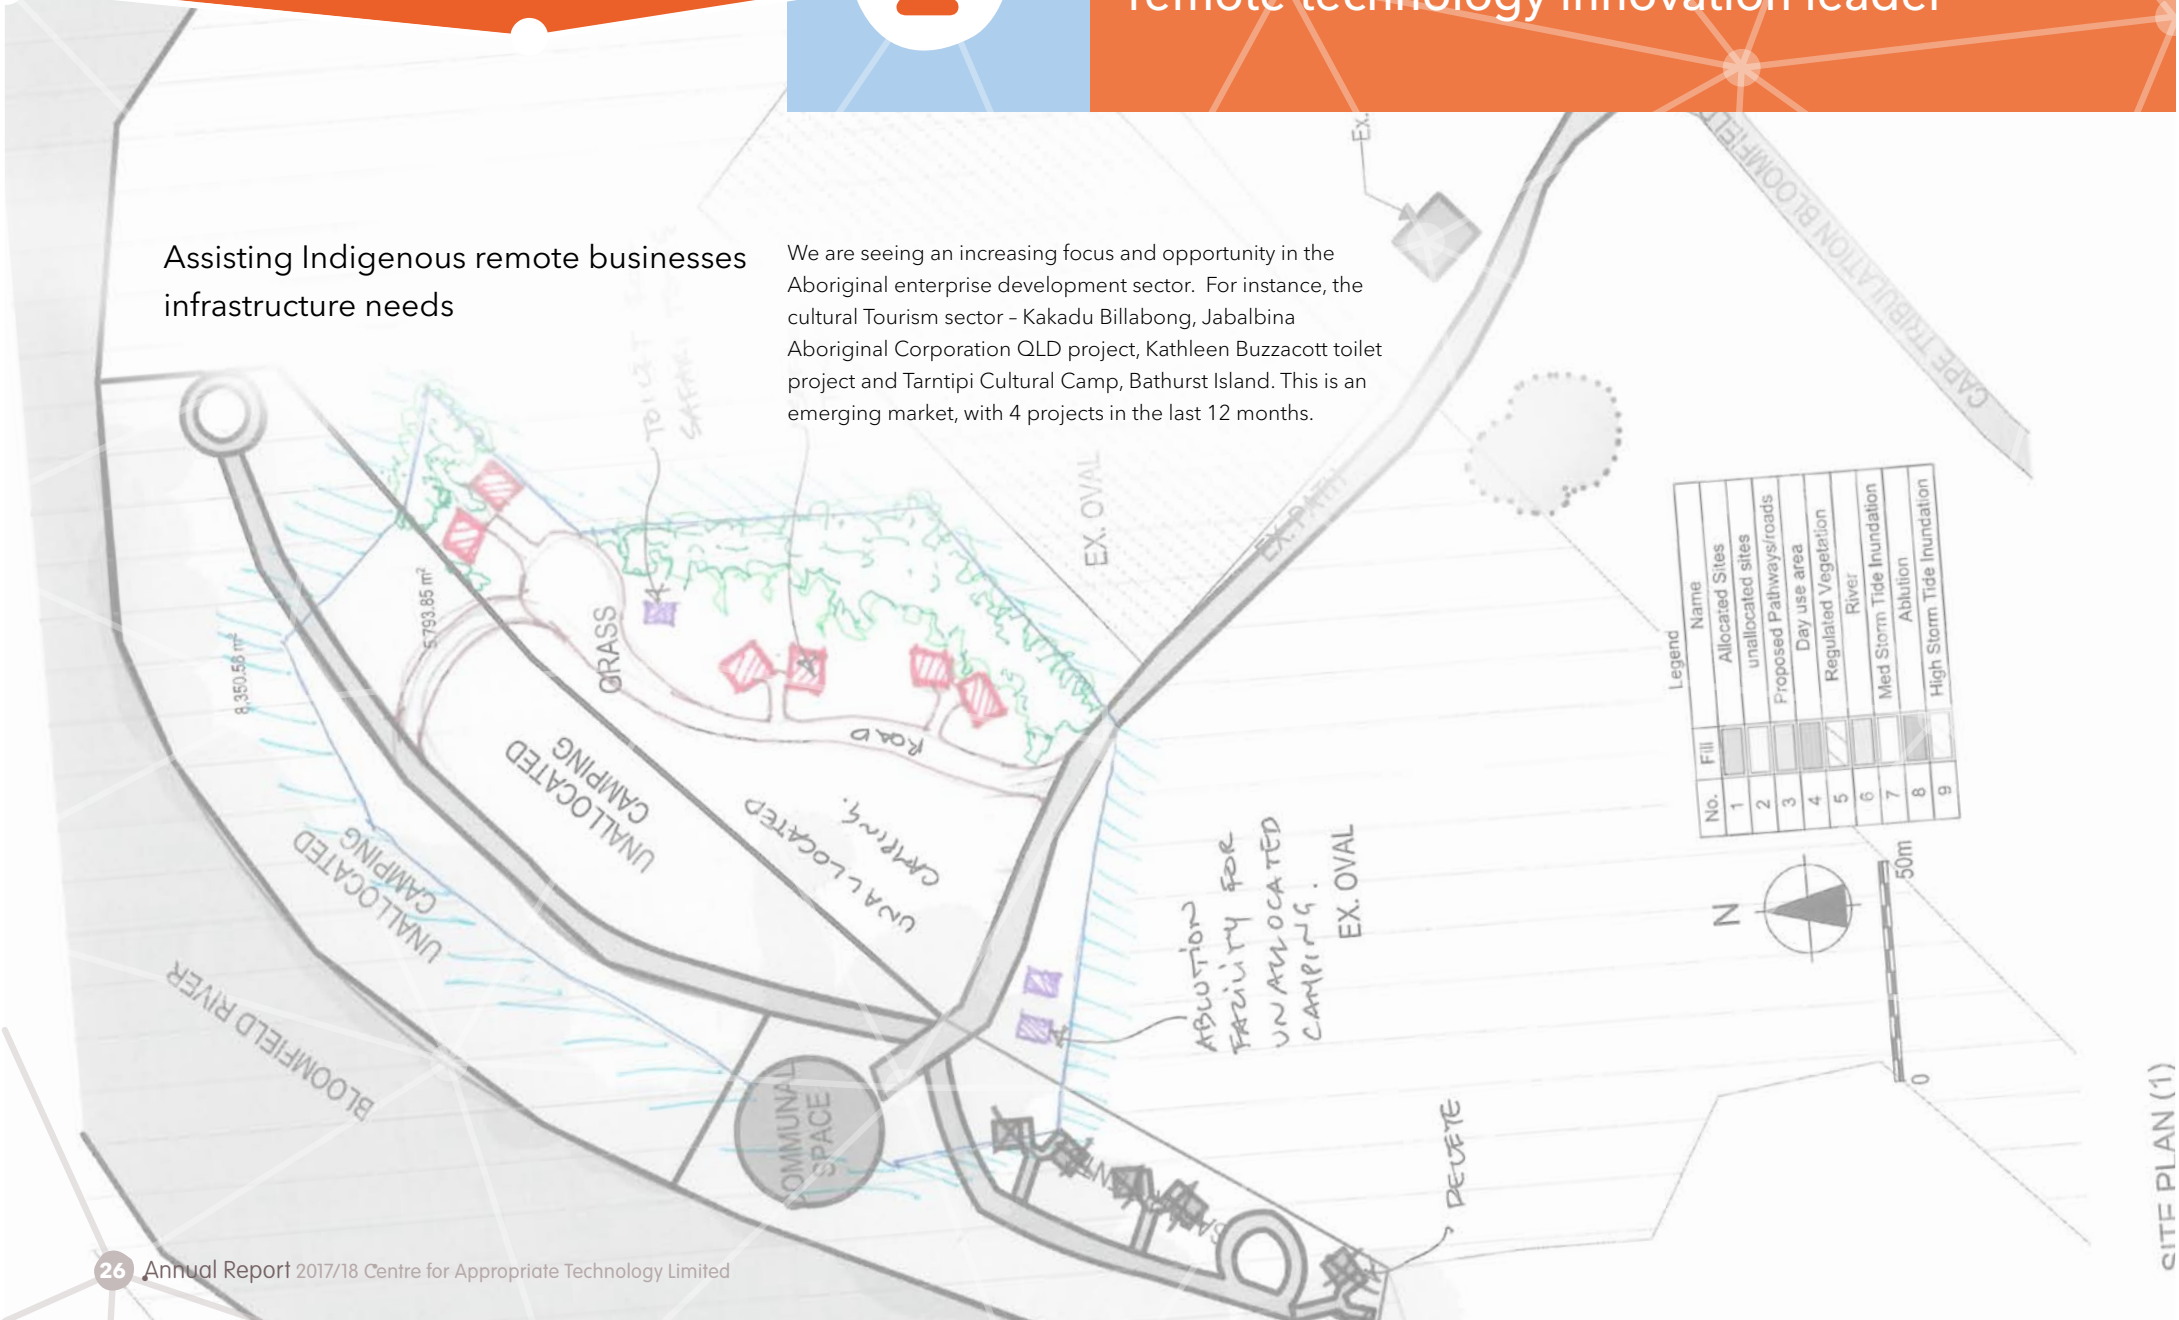 remote technology innovation leader
Assisting Indigenous remote businesses
infrastructure needs
We are seeing an increasing focus and opportunity in the
Aboriginal enterprise development sector.  For instance, the
cultural Tourism sector – Kakadu Billabong, Jabalbina
Aboriginal Corporation QLD project, Kathleen Buzzacott toilet
project and Tarntipi Cultural Camp, Bathurst Island. This is an
emerging market, with 4 projects in the last 12 months.
EX.
CAPE TRIBULATION BLOOMFIELD
TOILET
SAFARI
EX. OVAL
EX. PATH
8,350.58 m²
5,793.85 m²
GRASS
ROAD
UNALLOCATED
CAMPING
UNALLOCATED
CAMPING.
UNALLOCATED
CAMPING
BLOOMFIELD RIVER
COMMUNAL
SPACE
ABLUTION
FACILITY FOR
UNALLOCATED
CAMPING.
EX. OVAL
DELETE
Legend
No. Fill Name
1 Allocated Sites
2 unallocated sites
3 Proposed Pathways/roads
4 Day use area
5 Regulated Vegetation
6 River
7 Med Storm Tide Inundation
8 Ablution
9 High Storm Tide Inundation
N
0 50m
SITE PLAN (1)
26 Annual Report 2017/18 Centre for Appropriate Technology Limited